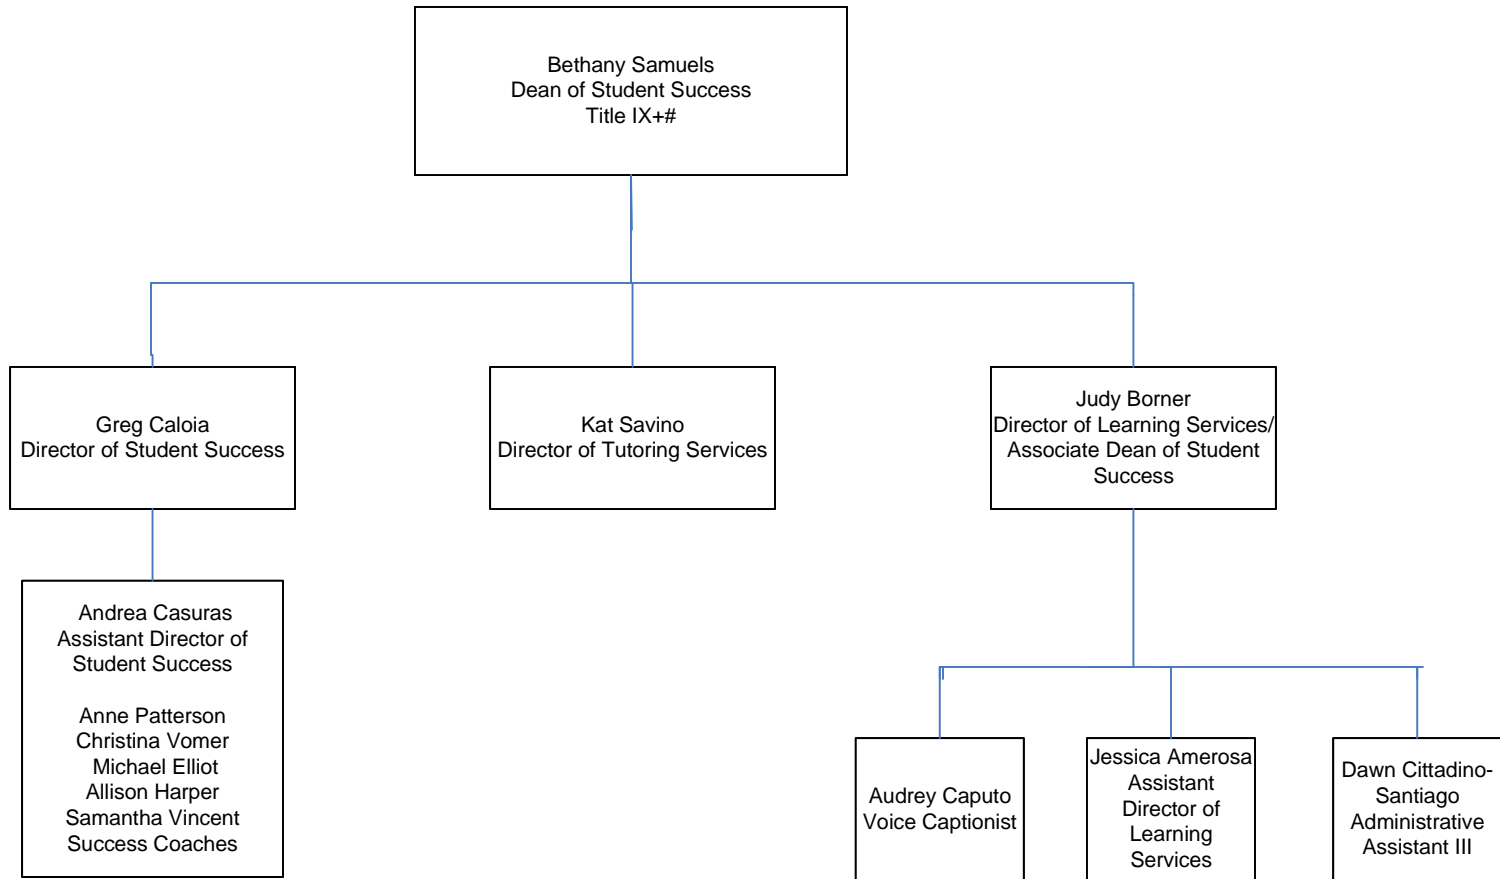 Bethany Samuels
Dean of Student Success
Title IX+#
Greg Caloia
Director of Student Success
Kat Savino
Director of Tutoring Services
Judy Borner
Director of Learning Services/
Associate Dean of Student
Success
Andrea Casuras
Assistant Director of
Student Success
Anne Patterson
Christina Vomer
Michael Elliot
Allison Harper
Samantha Vincent
Success Coaches
Audrey Caputo
Voice Captionist
Jessica Amerosa
Assistant
Director of
Learning
Services
Dawn Cittadino-
Santiago
Administrative
Assistant III